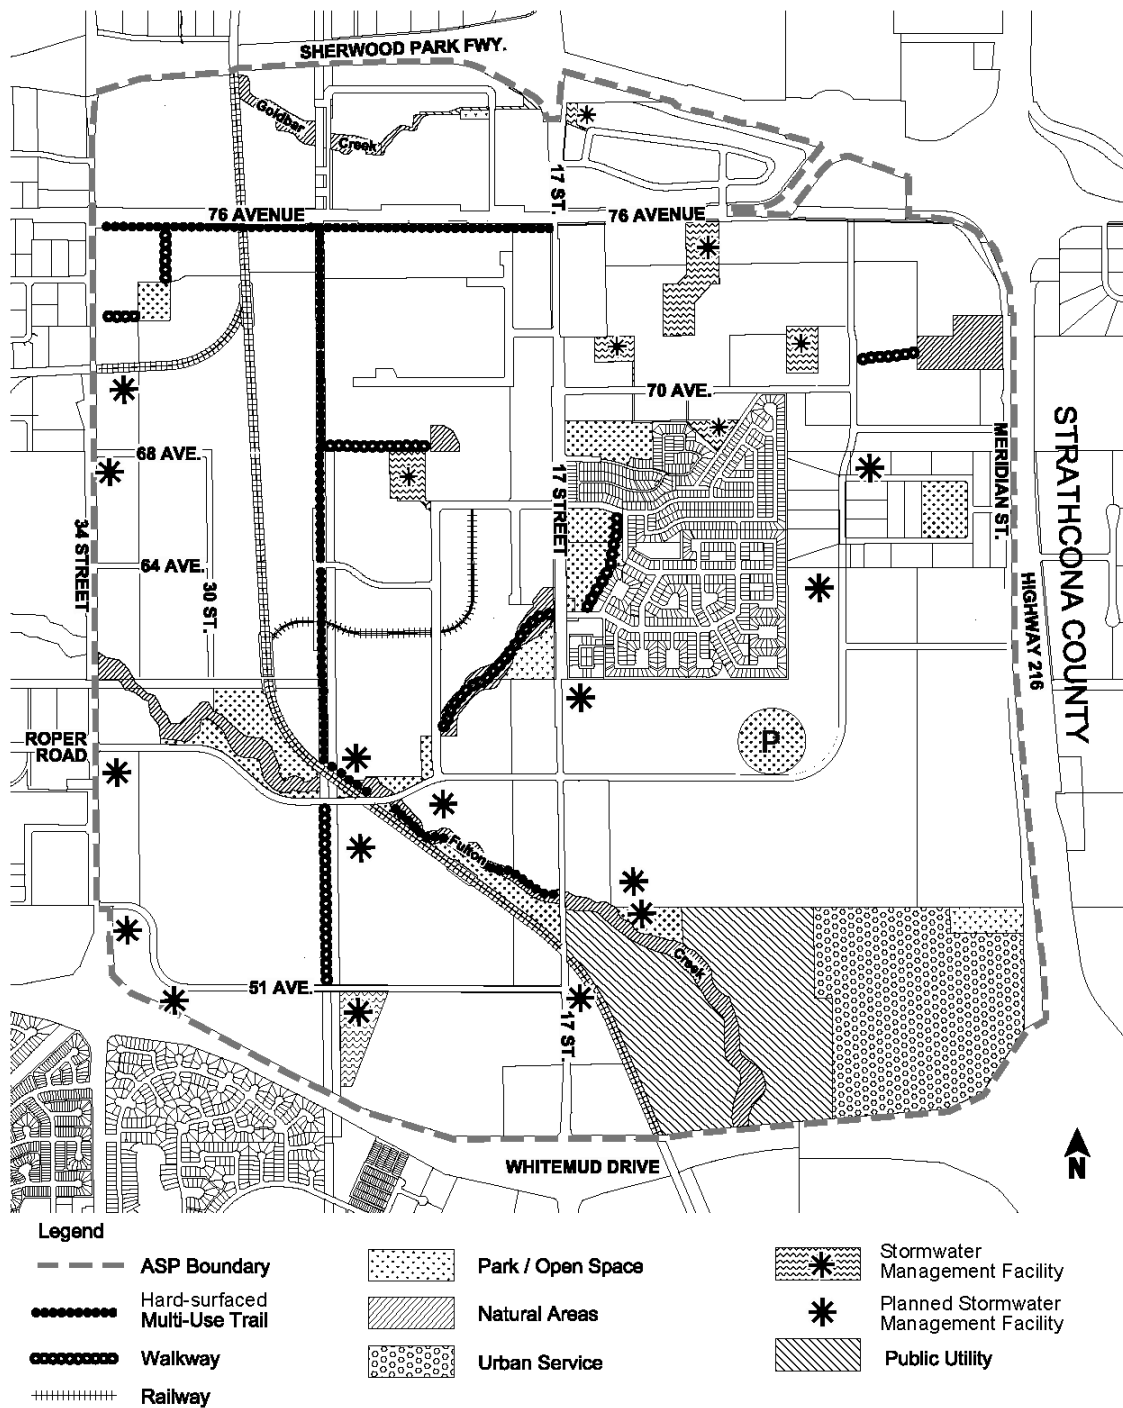 SHERWOOD PARK FWY.
Goldbar
Creek
17 ST.
76 AVENUE
76 AVENUE
70 AVE.
68 AVE.
17 STREET
MERIDIAN ST.
STRATHCONA COUNTY
34 STREET
64 AVE.
30 ST.
HIGHWAY 216
ROPER
ROAD
P
Fulton
Creek
51 AVE.
17 ST.
WHITEMUD DRIVE
N
Legend
ASP Boundary
Hard-surfaced
Multi-Use Trail
Walkway
Railway
Park / Open Space
Natural Areas
Urban Service
Stormwater
Management Facility
Planned Stormwater
Management Facility
Public Utility